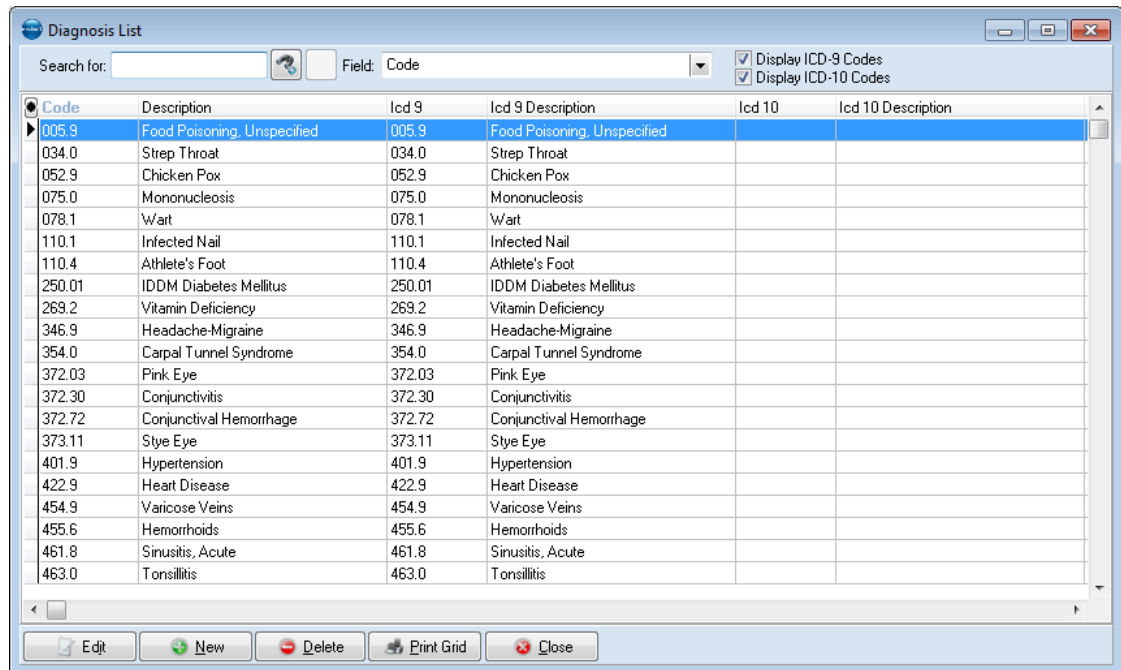 Diagnosis List
Search for: Field: Code Display ICD-9 Codes
Display ICD-10 Codes
Code Description Icd 9 Icd 9 Description Icd 10 Icd 10 Description
005.9 Food Poisoning, Unspecified 005.9 Food Poisoning, Unspecified
034.0 Strep Throat 034.0 Strep Throat
052.9 Chicken Pox 052.9 Chicken Pox
075.0 Mononucleosis 075.0 Mononucleosis
078.1 Wart 078.1 Wart
110.1 Infected Nail 110.1 Infected Nail
110.4 Athlete's Foot 110.4 Athlete's Foot
250.01 IDDM Diabetes Mellitus 250.01 IDDM Diabetes Mellitus
269.2 Vitamin Deficiency 269.2 Vitamin Deficiency
346.9 Headache-Migraine 346.9 Headache-Migraine
354.0 Carpal Tunnel Syndrome 354.0 Carpal Tunnel Syndrome
372.03 Pink Eye 372.03 Pink Eye
372.30 Conjunctivitis 372.30 Conjunctivitis
372.72 Conjunctival Hemorrhage 372.72 Conjunctival Hemorrhage
373.11 Stye Eye 373.11 Stye Eye
401.9 Hypertension 401.9 Hypertension
422.9 Heart Disease 422.9 Heart Disease
454.9 Varicose Veins 454.9 Varicose Veins
455.6 Hemorrhoids 455.6 Hemorrhoids
461.8 Sinusitis, Acute 461.8 Sinusitis, Acute
463.0 Tonsillitis 463.0 Tonsillitis
Edit New Delete Print Grid Close